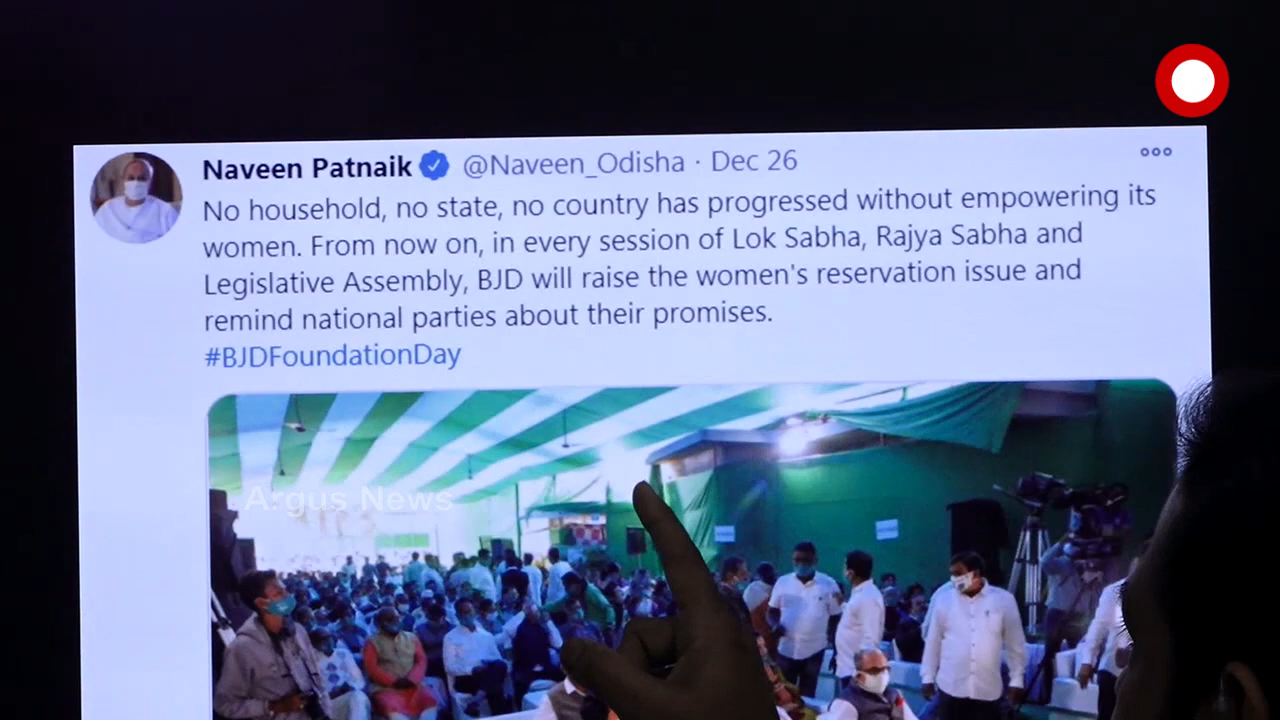 Naveen Patnaik @Naveen_Odisha · Dec 26
No household, no state, no country has progressed without empowering its
women. From now on, in every session of Lok Sabha, Rajya Sabha and
Legislative Assembly, BJD will raise the women's reservation issue and
remind national parties about their promises.
#BJDFoundationDay
Argus News